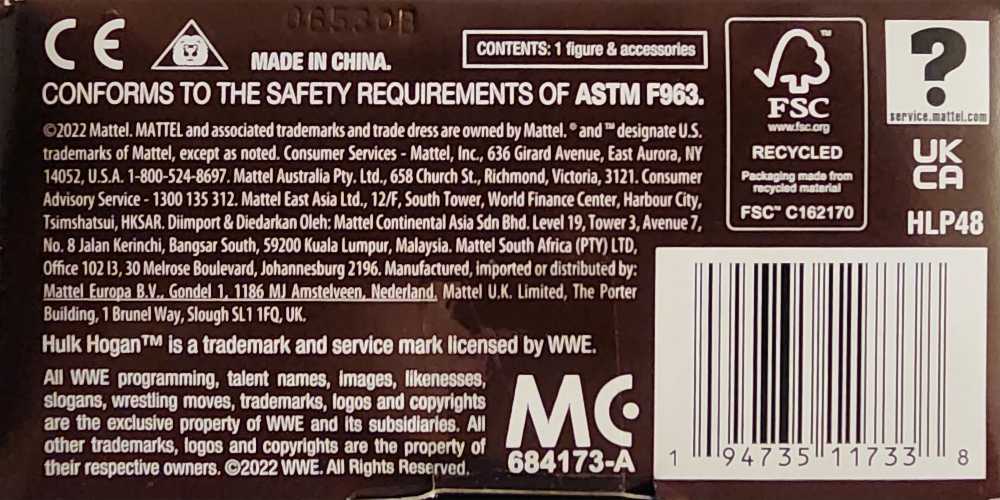 06530B
CE
MADE IN CHINA.
CONTENTS: 1 figure & accessories
CONFORMS TO THE SAFETY REQUIREMENTS OF ASTM F963.
©2022 Mattel. MATTEL and associated trademarks and trade dress are owned by Mattel. ® and ™ designate U.S.
trademarks of Mattel, except as noted. Consumer Services - Mattel, Inc., 636 Girard Avenue, East Aurora, NY
14052, U.S.A. 1-800-524-8697. Mattel Australia Pty. Ltd., 658 Church St., Richmond, Victoria, 3121. Consumer
Advisory Service - 1300 135 312. Mattel East Asia Ltd., 12/F, South Tower, World Finance Center, Harbour City,
Tsimshatsui, HKSAR. Diimport & Diedarkan Oleh: Mattel Continental Asia Sdn Bhd. Level 19, Tower 3, Avenue 7,
No. 8 Jalan Kerinchi, Bangsar South, 59200 Kuala Lumpur, Malaysia. Mattel South Africa (PTY) LTD,
Office 102 I3, 30 Melrose Boulevard, Johannesburg 2196. Manufactured, imported or distributed by:
Mattel Europa B.V., Gondel 1, 1186 MJ Amstelveen, Nederland. Mattel U.K. Limited, The Porter
Building, 1 Brunel Way, Slough SL1 1FQ, UK.
Hulk Hogan™ is a trademark and service mark licensed by WWE.
All WWE programming, talent names, images, likenesses,
slogans, wrestling moves, trademarks, logos and copyrights
are the exclusive property of WWE and its subsidiaries. All
other trademarks, logos and copyrights are the property of
their respective owners. ©2022 WWE. All Rights Reserved.
MC
684173-A
™
FSC
www.fsc.org
RECYCLED
Packaging made from
recycled material
FSC™ C162170
?
service.mattel.com
UK
CA
HLP48
1 94735 11733 8